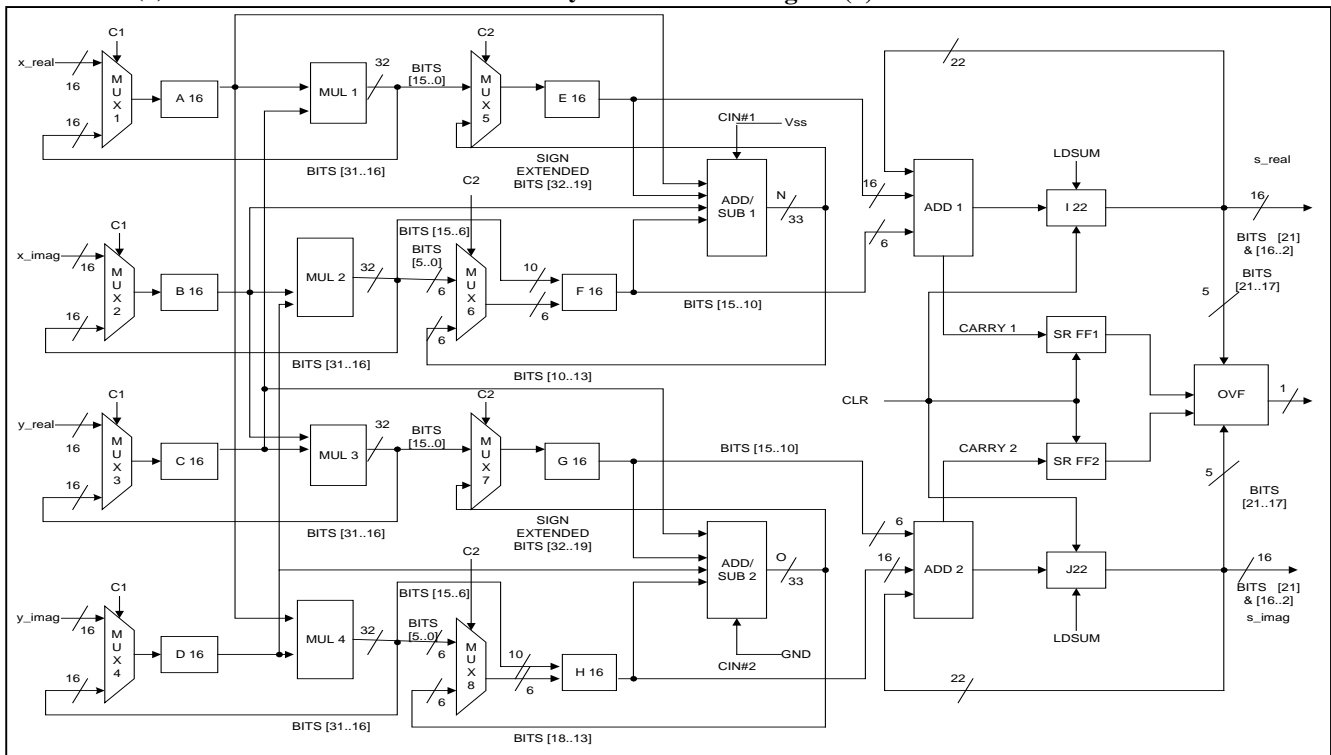 C1
x_real
16
MUX1
A 16
MUL 1
32
BITS
[15..0]
C2
MUX5
E 16
16
BITS [31..16]
SIGN
EXTENDED
BITS [32..19]
CIN#1
Vss
ADD/
SUB 1
N
33
22
16
6
ADD 1
LDSUM
I 22
s_real
16
BITS [21]
& [16..2]
C1
x_imag
16
MUX2
B 16
MUL 2
32
BITS [15..6]
BITS
[5..0]
6
C2
MUX6
10
6
F 16
BITS [15..10]
16
6
BITS [31..16]
BITS [10..13]
CARRY 1
SR FF1
5
BITS
[21..17]
CLR
OVF
1
C1
y_real
16
MUX3
C 16
MUL 3
32
BITS
[15..0]
C2
MUX7
G 16
BITS [15..10]
CARRY 2
SR FF2
5
BITS
[21..17]
16
BITS [31..16]
SIGN
EXTENDED
BITS [32..19]
ADD/
SUB 2
O
33
6
16
ADD 2
J22
16
BITS [21]
& [16..2]
s_imag
C1
y_imag
16
MUX4
D 16
MUL 4
32
BITS [15..6]
BITS
[5..0]
6
C2
MUX8
10
6
H 16
CIN#2
GND
LDSUM
16
6
22
BITS [31..16]
BITS [18..13]